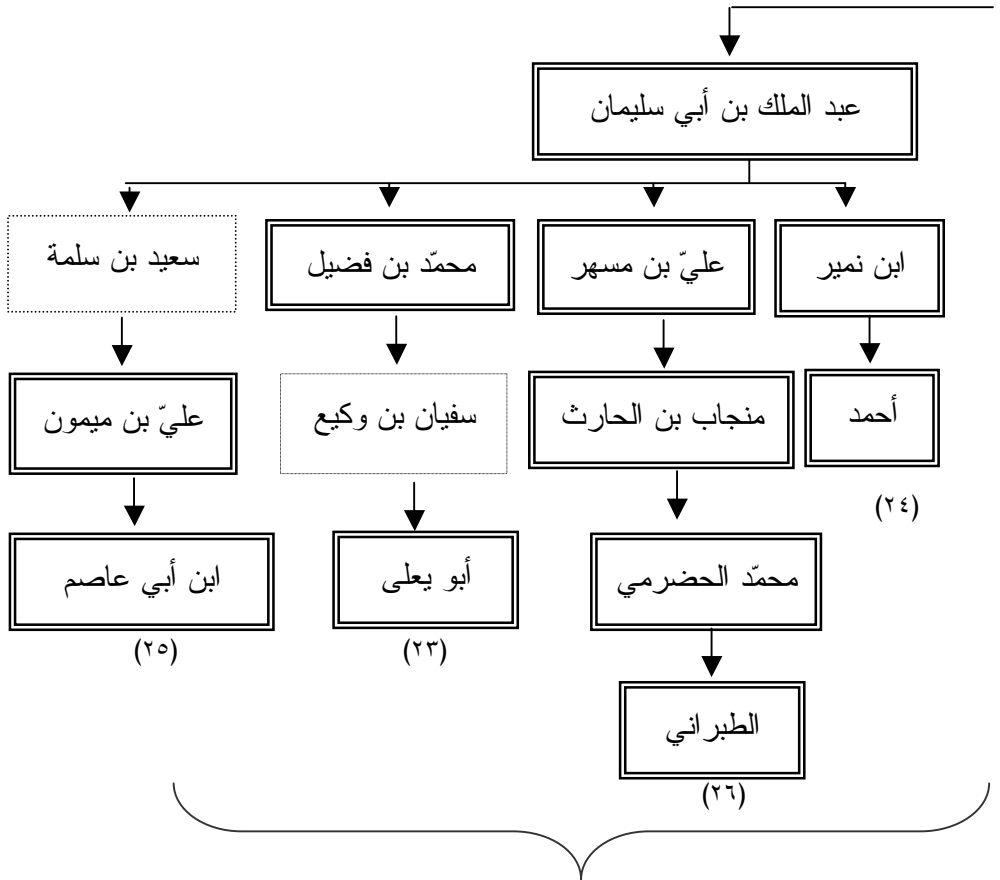 عبد الملك بن أبي سليمان
ابن نمير
عليّ بن مسهر
محمّد بن فضيل
سعيد بن سلمة
أحمد
منجاب بن الحارث
سفيان بن وكيع
عليّ بن ميمون
(٢٤)
محمّد الحضرمي
أبو يعلى
ابن أبي عاصم
(٢٣)
(٢٥)
الطبراني
(٢٦)